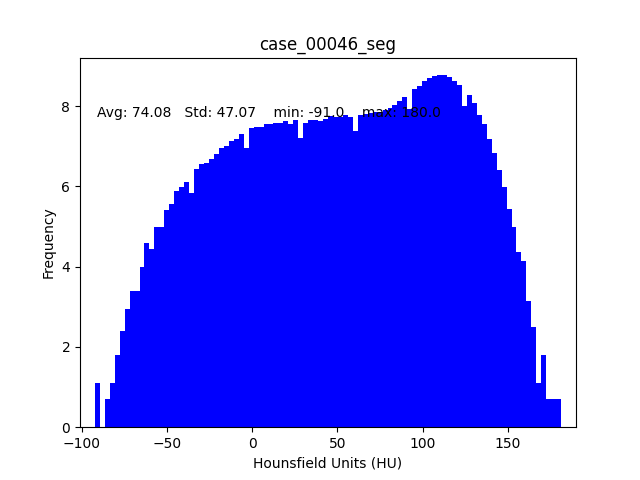 case_00046_seg
Avg: 74.08 Std: 47.07 min: -91.0 max: 180.0
Frequency
8
6
4
2
0
−100 −50 0 50 100 150
Hounsfield Units (HU)